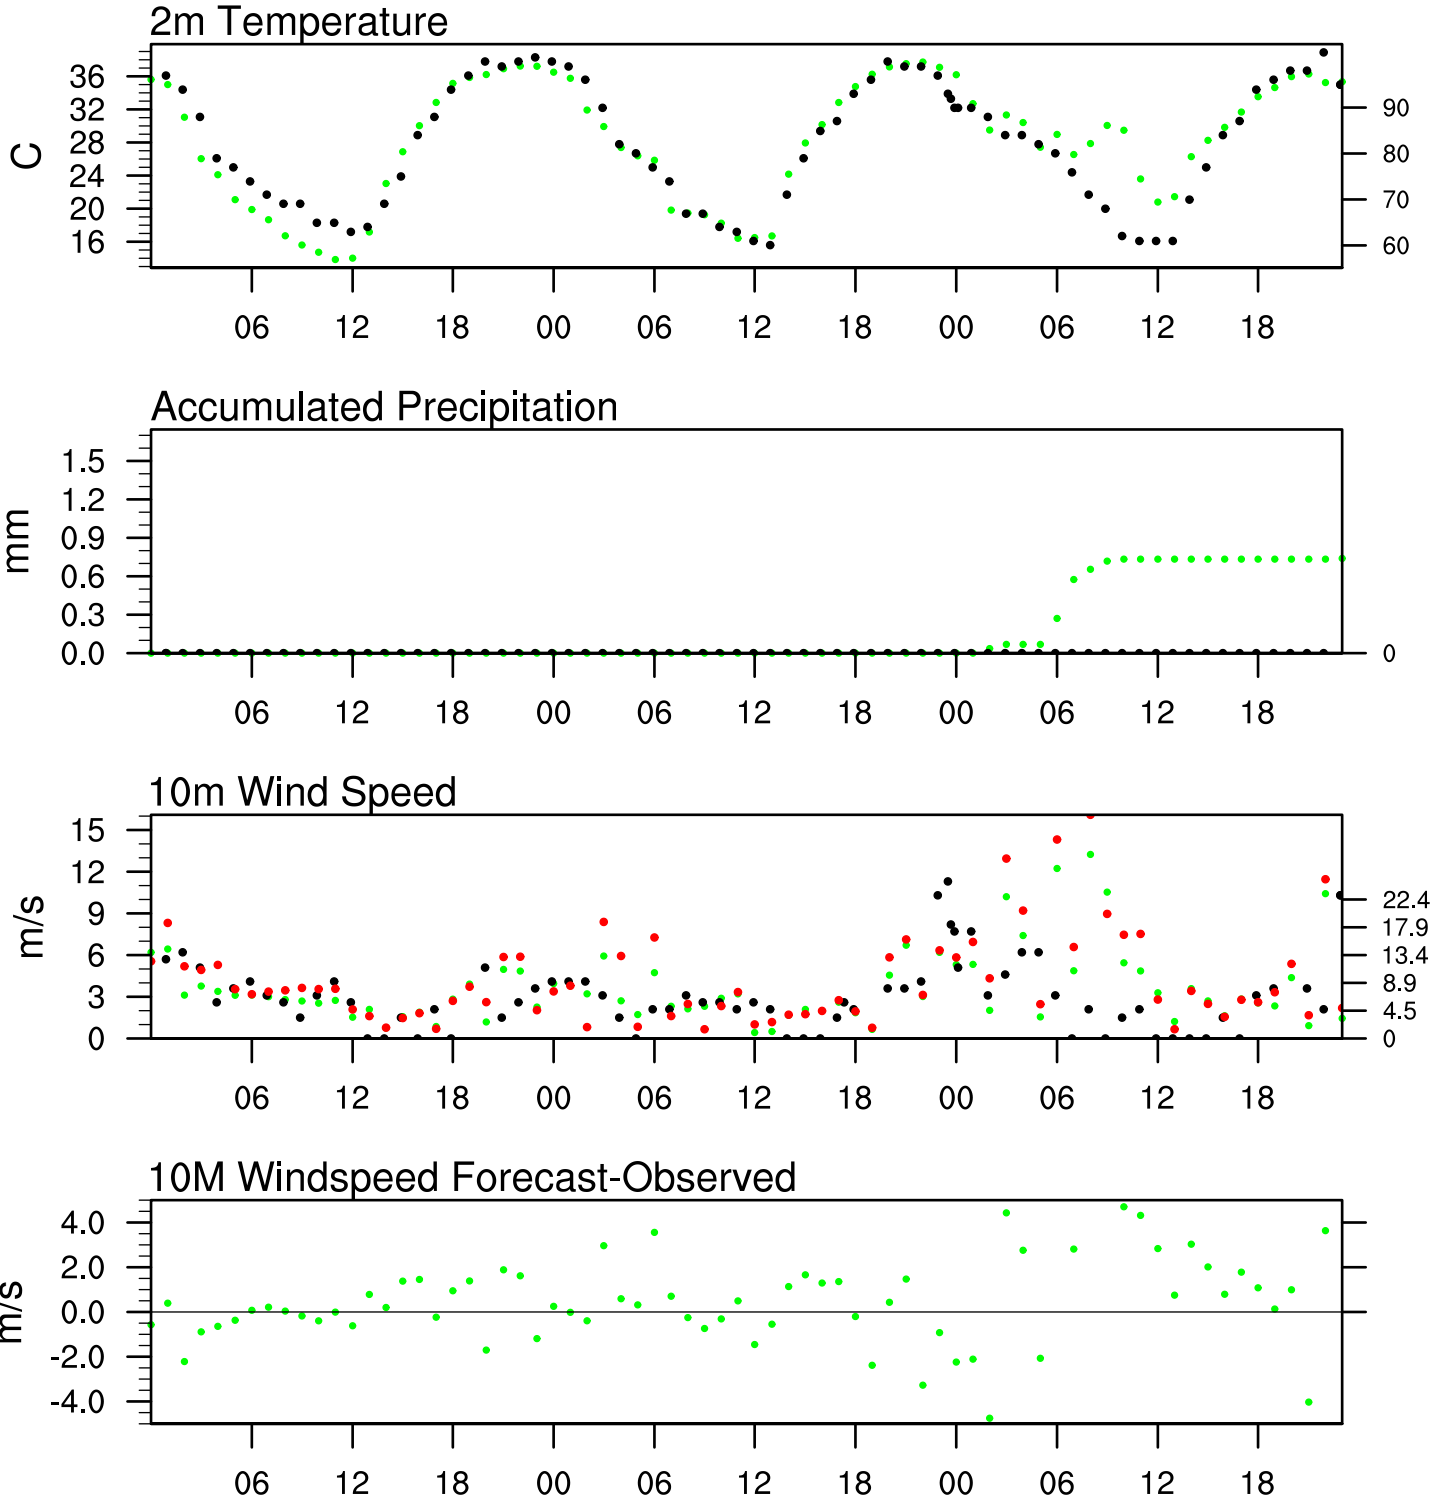 2m Temperature
C
36
32
28
24
20
16
90
80
70
60
06 12 18 00 06 12 18 00 06 12 18
Accumulated Precipitation
mm
1.5
1.2
0.9
0.6
0.3
0.0
0
06 12 18 00 06 12 18 00 06 12 18
10m Wind Speed
m/s
15
12
9
6
3
0
22.4
17.9
13.4
8.9
4.5
0
06 12 18 00 06 12 18 00 06 12 18
10M Windspeed Forecast-Observed
m/s
4.0
2.0
0.0
-2.0
-4.0
06 12 18 00 06 12 18 00 06 12 18